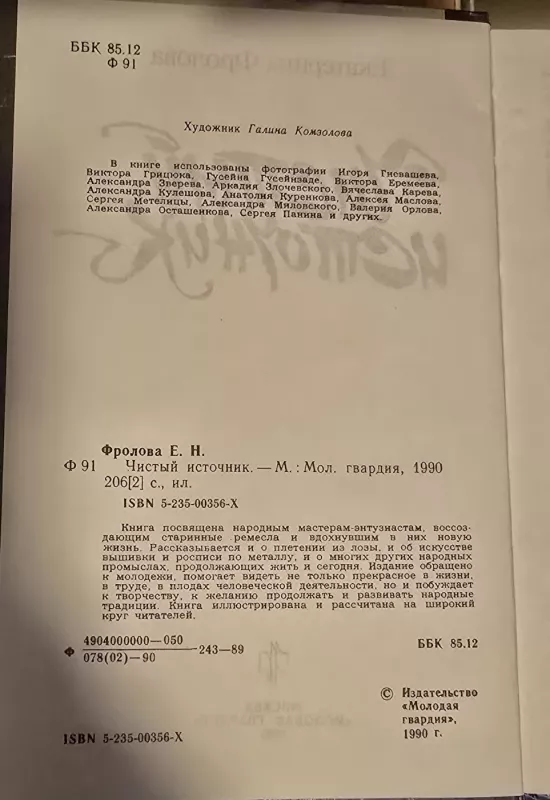 ББК 85.12
Ф 91
Художник Галина Комзолова
В книге использованы фотографии Игоря Гневашева,
Виктора Грицюка, Гусейна Гусейнзаде, Виктора Еремеева,
Александра Зверева, Аркадия Злочевского, Вячеслава Карева,
Александра Кулешова, Анатолия Куренкова, Алексея Маслова,
Сергея Метелицы, Александра Миловского, Валерия Орлова,
Александра Осташенкова, Сергея Панина и других.
Фролова Е. Н.
Ф 91 Чистый источник. — М. : Мол. гвардия, 1990
206[2] с., ил.
ISBN 5-235-00356-X
Книга посвящена народным мастерам-энтузиастам, воссоз-
дающим старинные ремесла и вдохнувшим в них новую
жизнь. Рассказывается и о плетении из лозы, и об искусстве
вышивки и росписи по металлу, и о многих других народных
промыслах, продолжающих жить и сегодня. Издание обращено
к молодежи, помогает видеть не только прекрасное в жизни,
в труде, в плодах человеческой деятельности, но и побуждает
к творчеству, к желанию продолжать и развивать народные
традиции. Книга иллюстрирована и рассчитана на широкий
круг читателей.
Ф 4904000000—050
078(02)—90 —243—89
ББК 85.12
© Издательство
«Молодая
гвардия»,
1990 г.
ISBN 5-235-00356-X